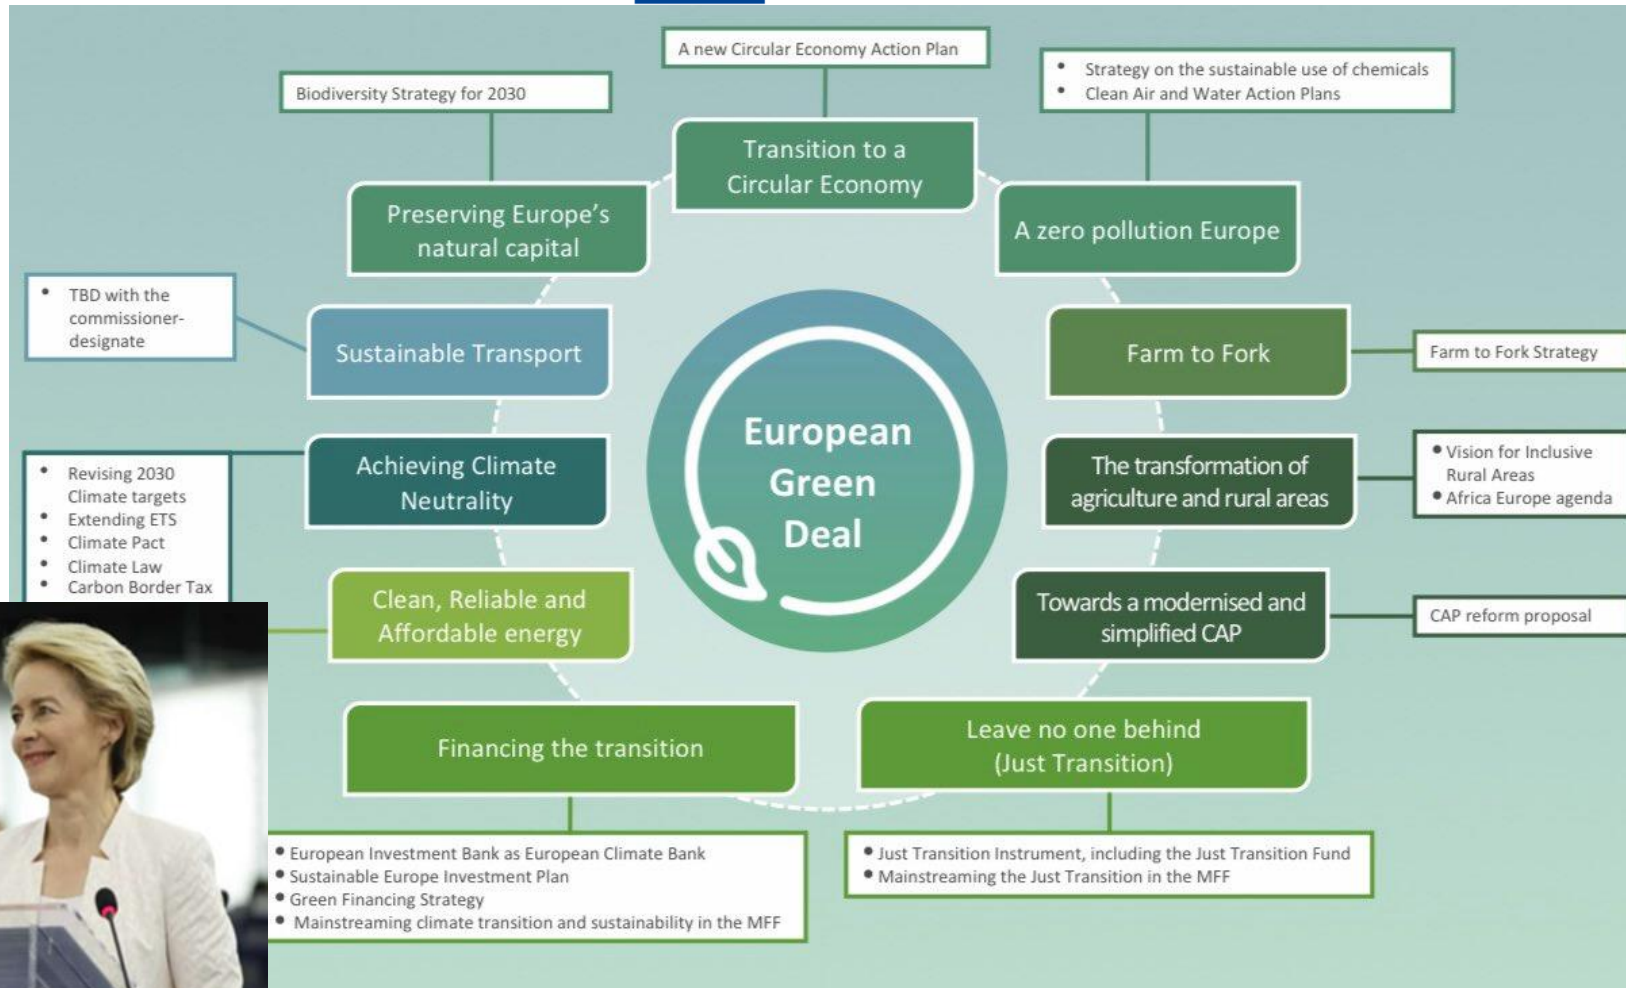 A new Circular Economy Action Plan
Biodiversity Strategy for 2030
• Strategy on the sustainable use of chemicals
• Clean Air and Water Action Plans
Transition to a
Circular Economy
Preserving Europe's
natural capital
A zero pollution Europe
• TBD with the
commissioner-
designate
Sustainable Transport
Farm to Fork
Farm to Fork Strategy
European
Green
Deal
• Revising 2030
Climate targets
• Extending ETS
• Climate Pact
• Climate Law
• Carbon Border Tax
Achieving Climate
Neutrality
The transformation of
agriculture and rural areas
• Vision for Inclusive
Rural Areas
• Africa Europe agenda
Clean, Reliable and
Affordable energy
Towards a modernised and
simplified CAP
CAP reform proposal
Financing the transition
Leave no one behind
(Just Transition)
• European Investment Bank as European Climate Bank
• Sustainable Europe Investment Plan
• Green Financing Strategy
• Mainstreaming climate transition and sustainability in the MFF
• Just Transition Instrument, including the Just Transition Fund
• Mainstreaming the Just Transition in the MFF